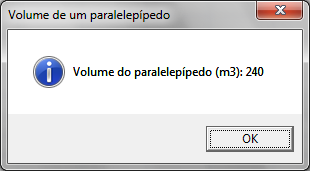 Volume de um paralelepípedo
Volume do paralelepípedo (m3): 240
OK